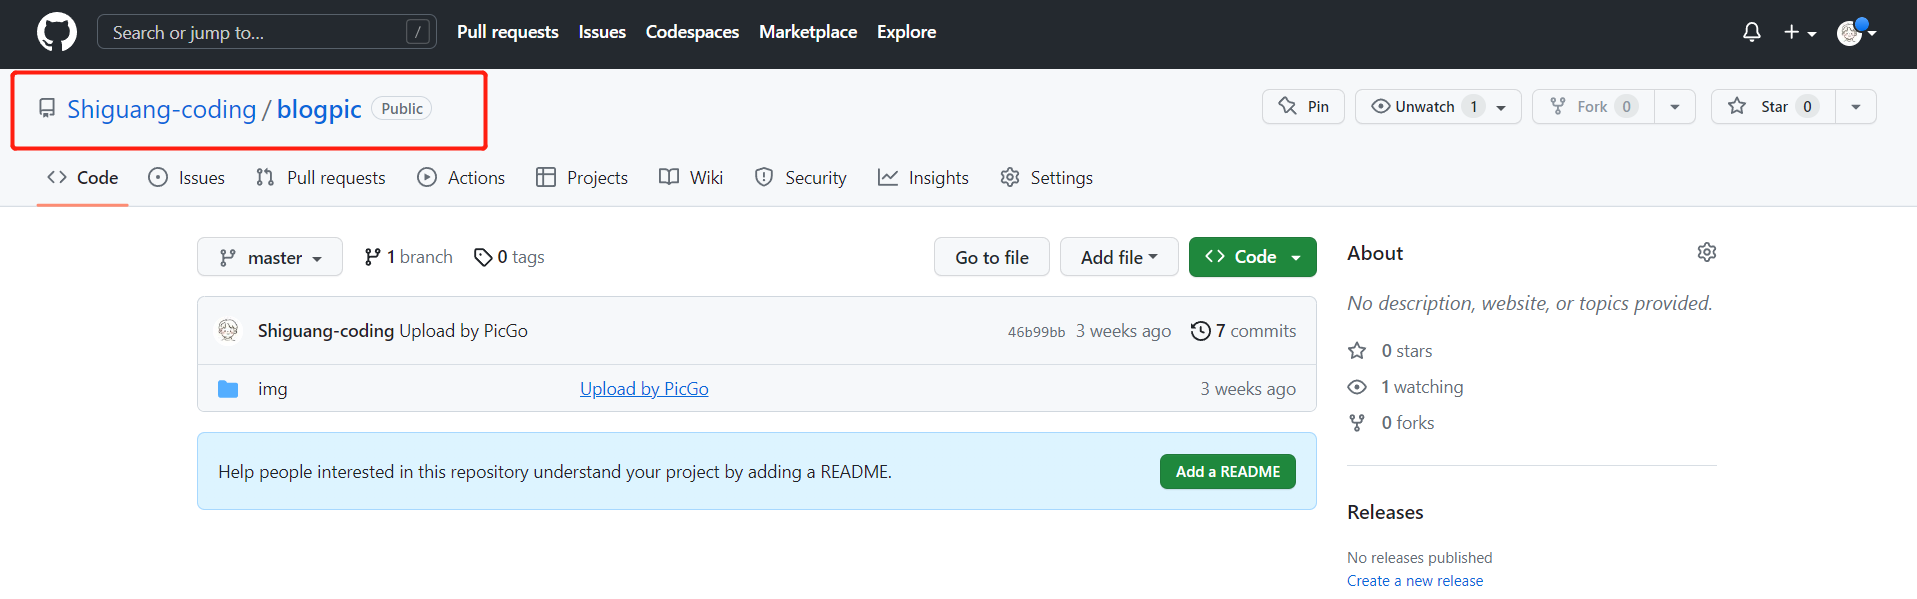 Search or jump to... / Pull requests Issues Codespaces Marketplace Explore
Shiguang-coding / blogpic Public Pin Unwatch 1 Fork 0 Star 0
Code Issues Pull requests Actions Projects Wiki Security Insights Settings
master 1 branch 0 tags Go to file Add file Code
Shiguang-coding Upload by PicGo 46b99bb 3 weeks ago 7 commits
img Upload by PicGo 3 weeks ago
Help people interested in this repository understand your project by adding a README. Add a README
About
No description, website, or topics provided.
0 stars
1 watching
0 forks
Releases
No releases published
Create a new release